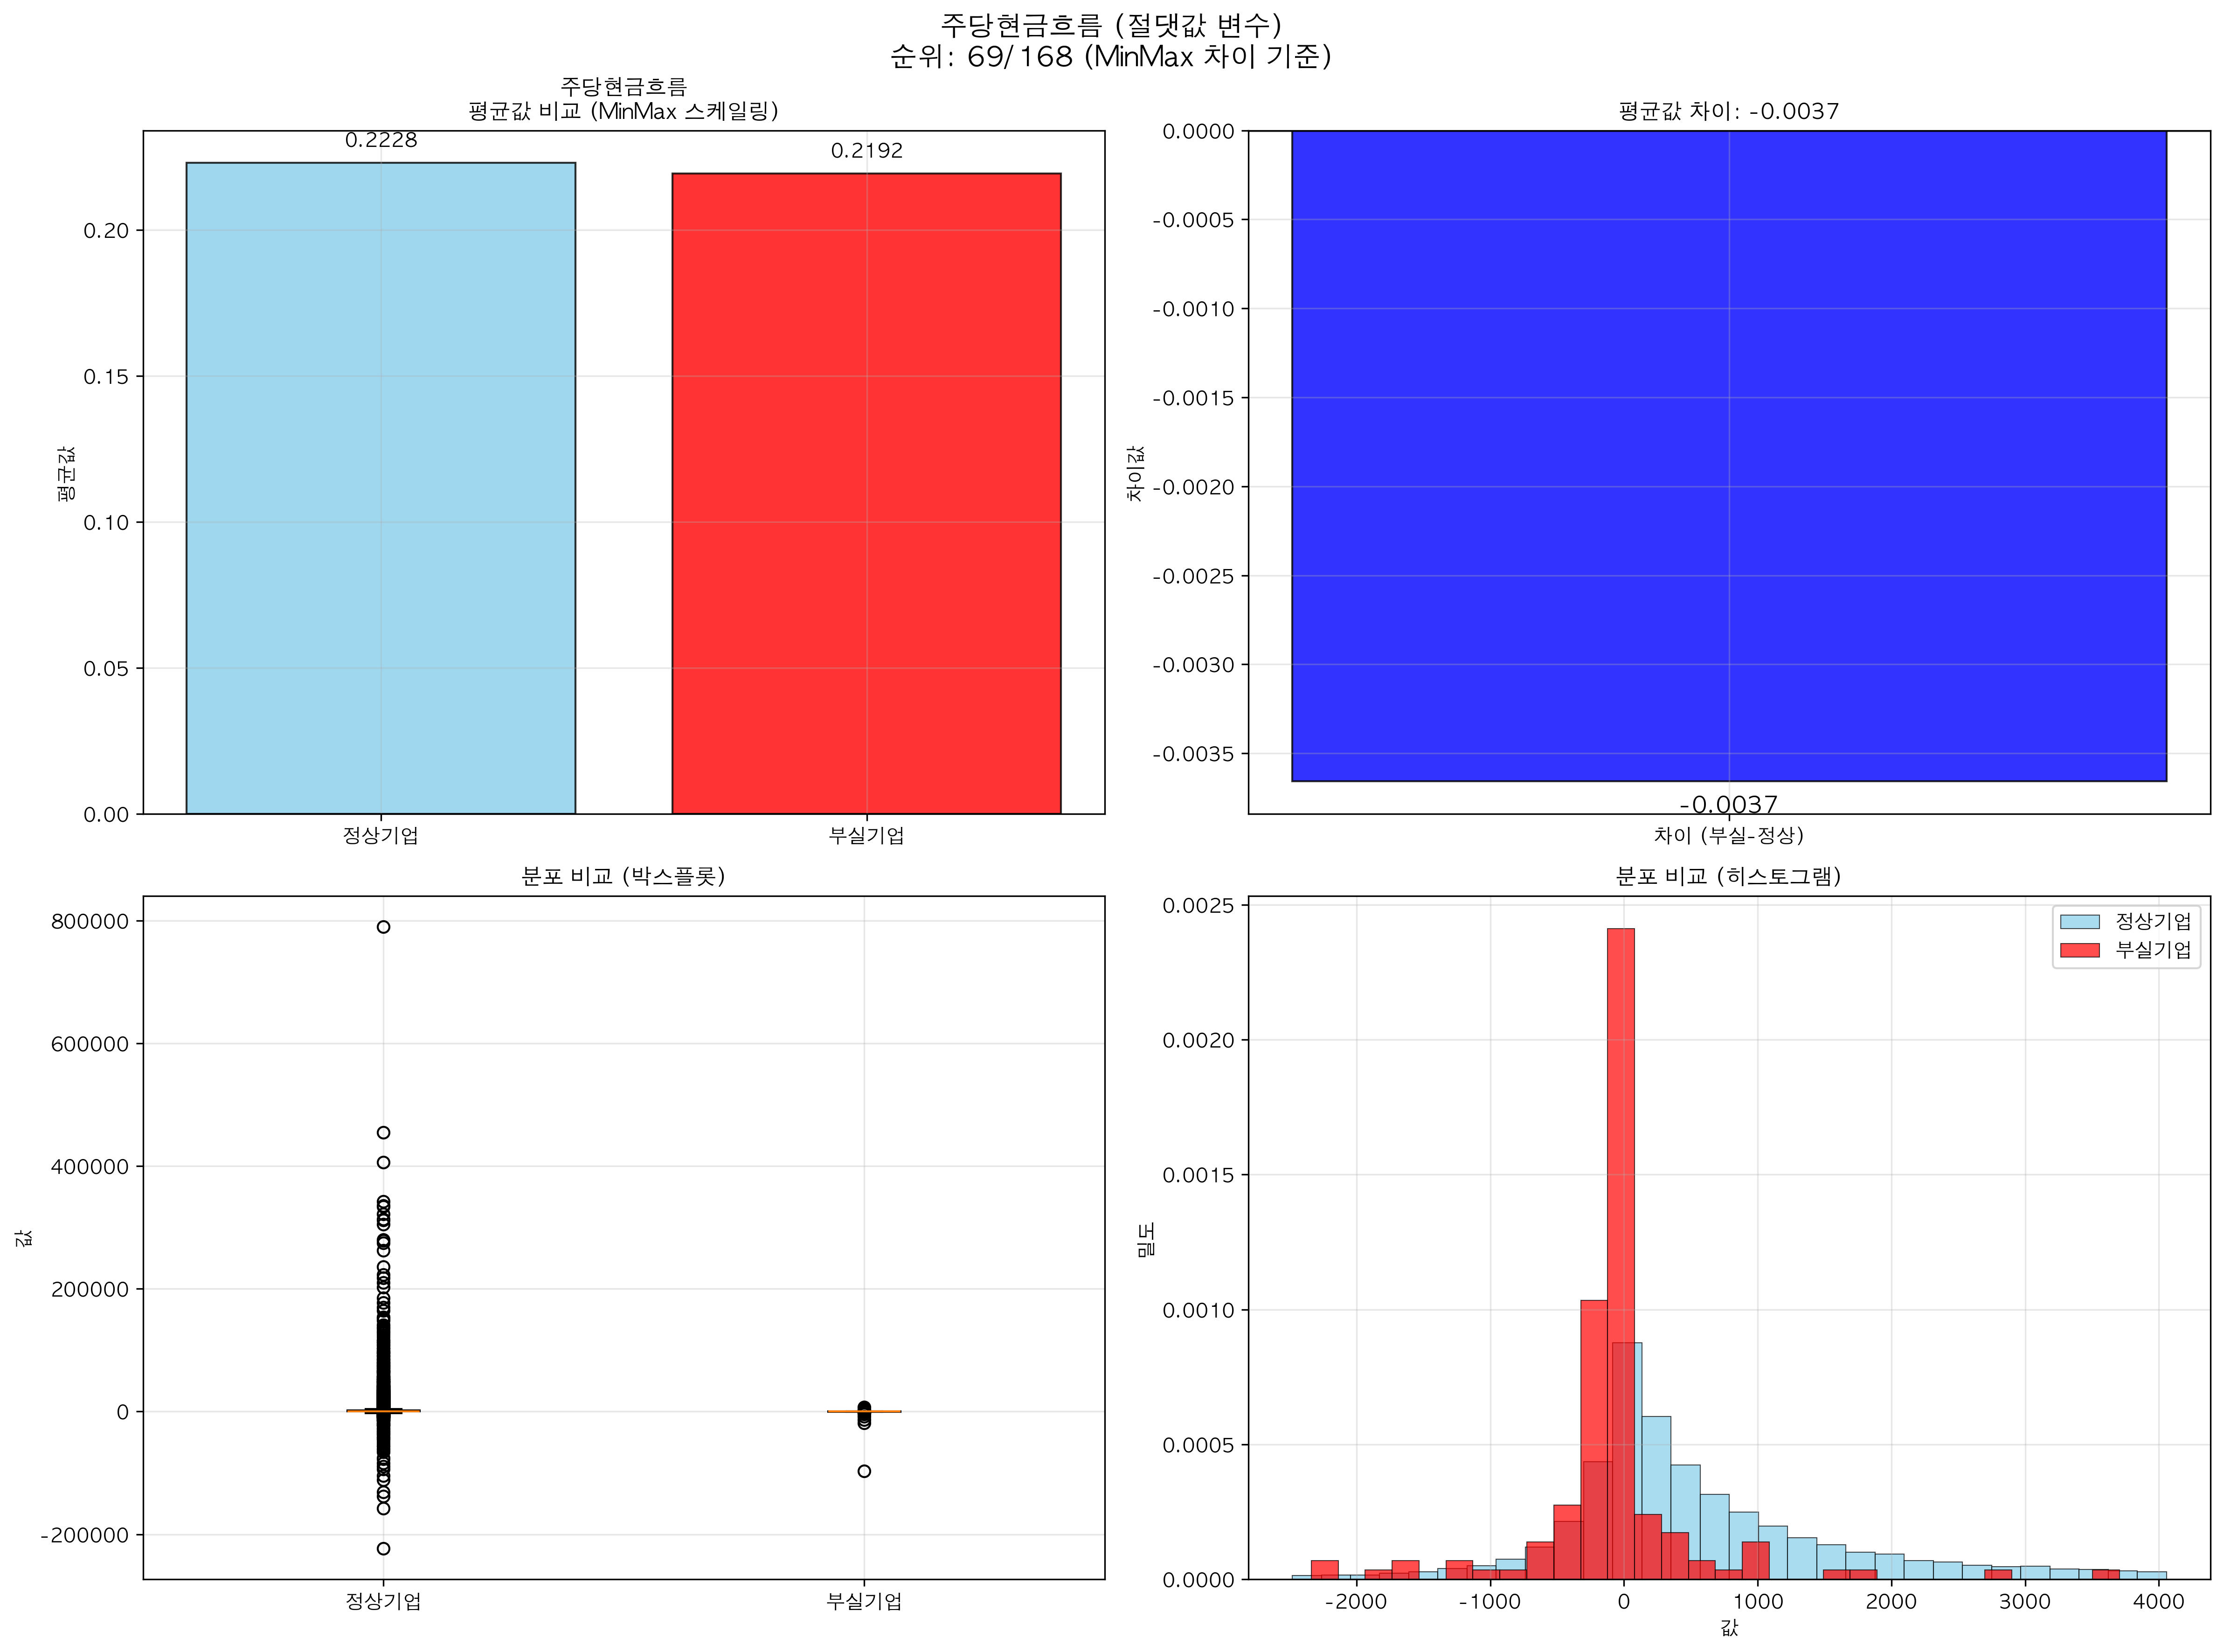 주당현금흐름 (절댓값 변수)
순위: 69/168 (MinMax 차이 기준)
주당현금흐름
평균값 비교 (MinMax 스케일링)
0.2228
0.2192
평균값
0.20
0.15
0.10
0.05
0.00
정상기업
부실기업
평균값 차이: -0.0037
차이값
0.0000
-0.0005
-0.0010
-0.0015
-0.0020
-0.0025
-0.0030
-0.0035
-0.0037
차이 (부실-정상)
분포 비교 (박스플롯)
값
800000
600000
400000
200000
0
-200000
정상기업
부실기업
분포 비교 (히스토그램)
정상기업
부실기업
밀도
0.0025
0.0020
0.0015
0.0010
0.0005
0.0000
-2000
-1000
0
1000
2000
3000
4000
값